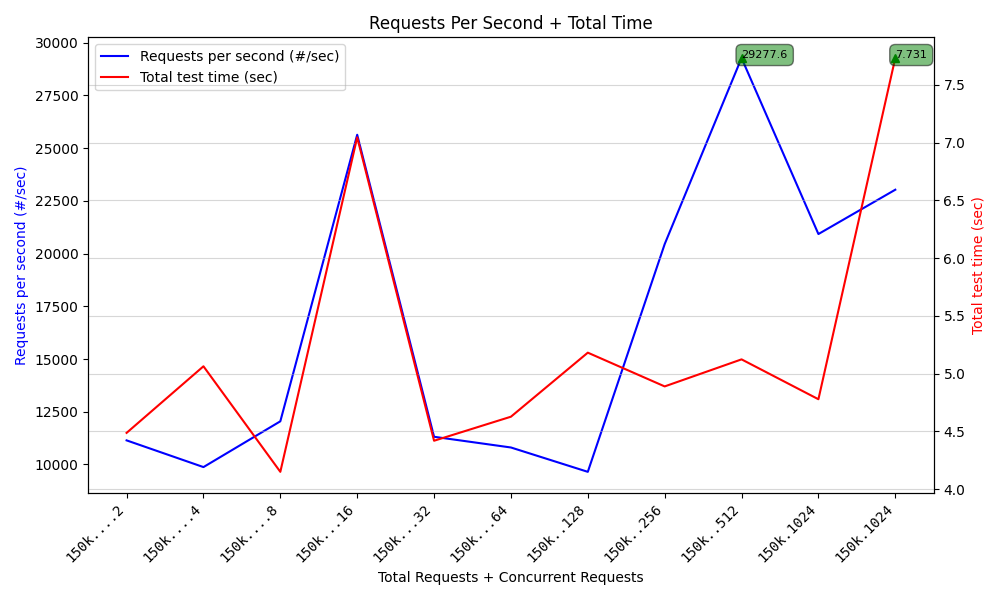 Requests Per Second + Total Time
Requests per second (#/sec)
Total test time (sec)
29277.6
7.731
30000
27500
25000
22500
20000
17500
15000
12500
10000
Requests per second (#/sec)
7.5
7.0
6.5
6.0
5.5
5.0
4.5
4.0
Total test time (sec)
150k....2
150k....4
150k....8
150k...16
150k...32
150k...64
150k..128
150k..256
150k..512
150k.1024
150k.1024
Total Requests + Concurrent Requests